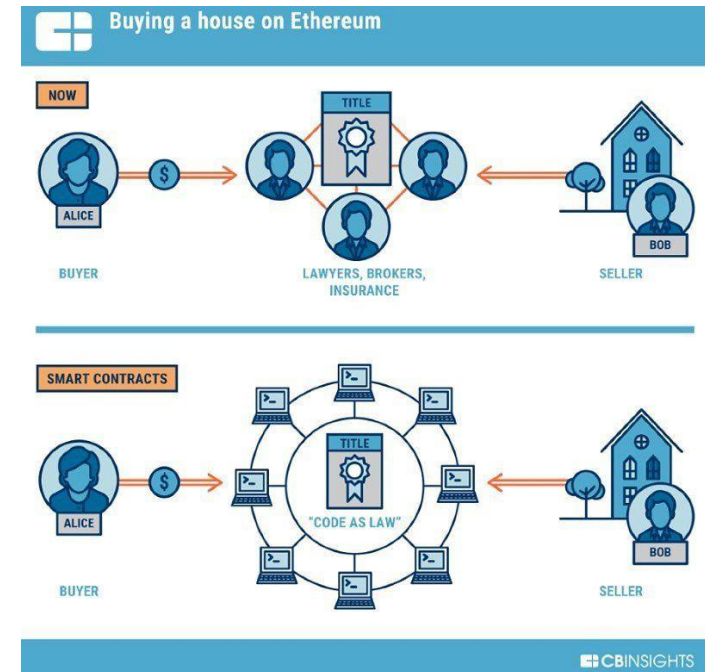 Buying a house on Ethereum
NOW
TITLE
$
ALICE
BOB
BUYER
LAWYERS, BROKERS,
INSURANCE
SELLER
SMART CONTRACTS
>_
>_
>_
TITLE
$
>_
>_
"CODE AS LAW"
ALICE
>_
>_
BOB
>_
BUYER
SELLER
CBINSIGHTS